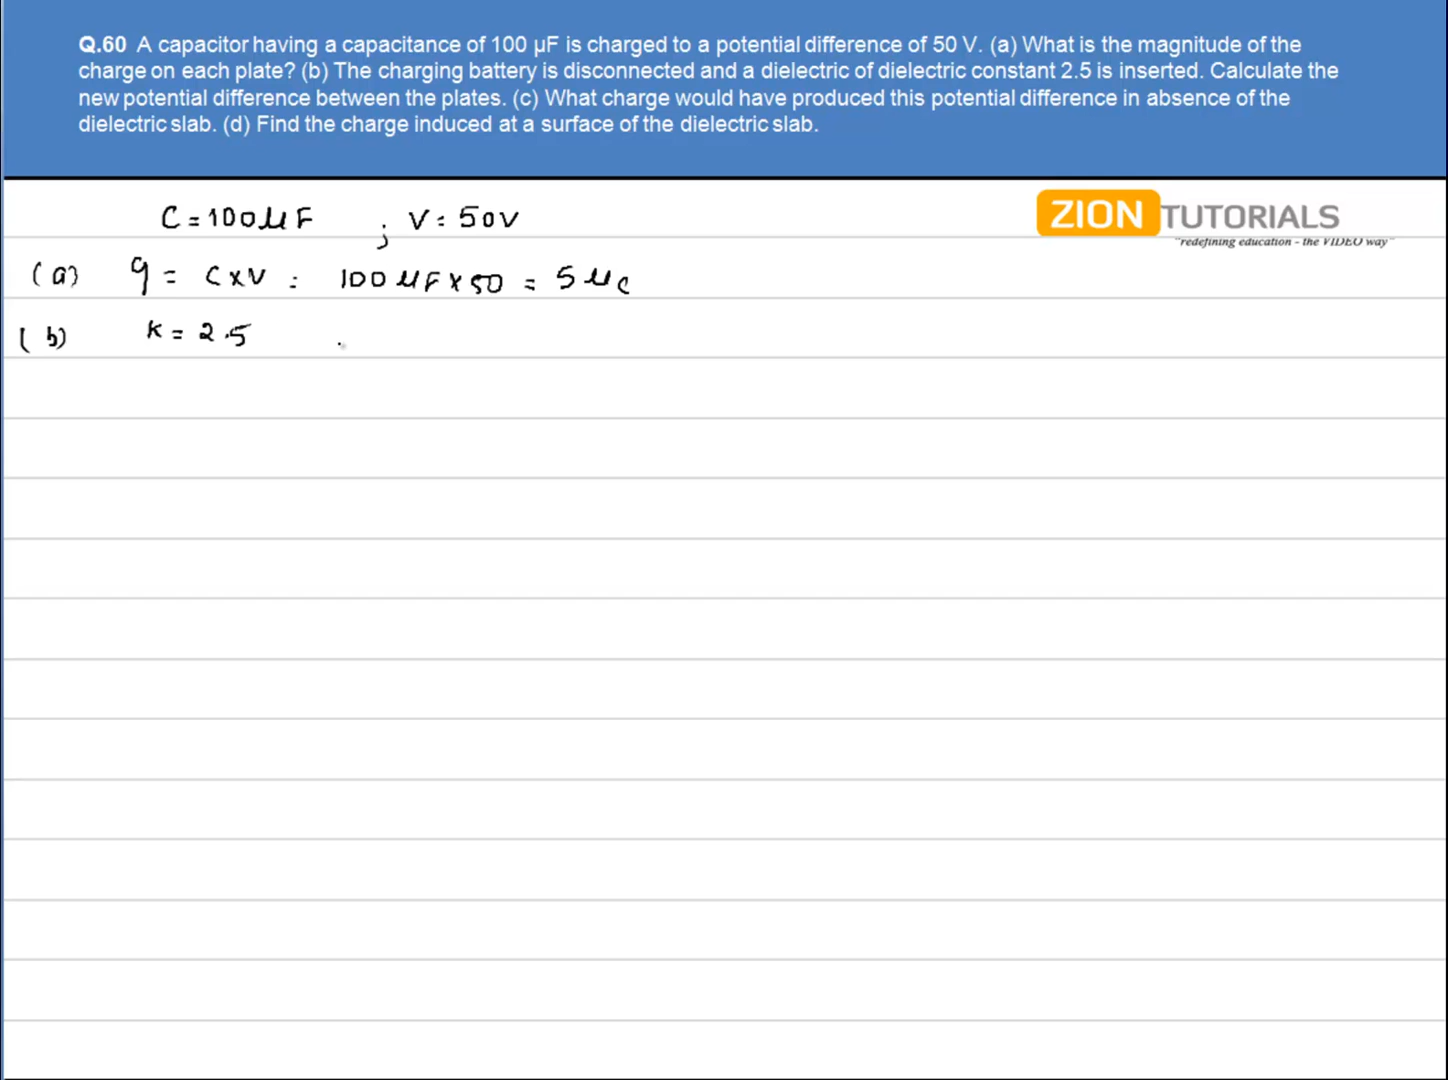 Q.60 A capacitor having a capacitance of 100 µF is charged to a potential difference of 50 V. (a) What is the magnitude of the
charge on each plate? (b) The charging battery is disconnected and a dielectric of dielectric constant 2.5 is inserted. Calculate the
new potential difference between the plates. (c) What charge would have produced this potential difference in absence of the
dielectric slab. (d) Find the charge induced at a surface of the dielectric slab.
C = 100 µF ; V = 50V
ZION TUTORIALS
"redefining education - the VIDEO way"
(a) q = C x V = 100 µF x 50 = 5 µc
(b) K = 2.5